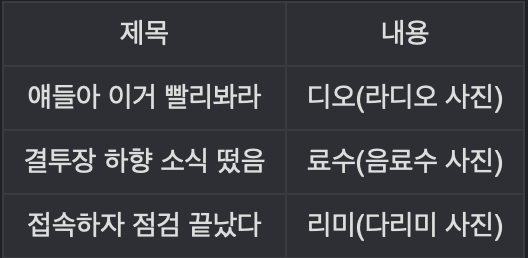 제목 내용
얘들아 이거 빨리봐라 디오(라디오 사진)
결투장 하향 소식 떴음 료수(음료수 사진)
접속하자 점검 끝났다 리미(다리미 사진)